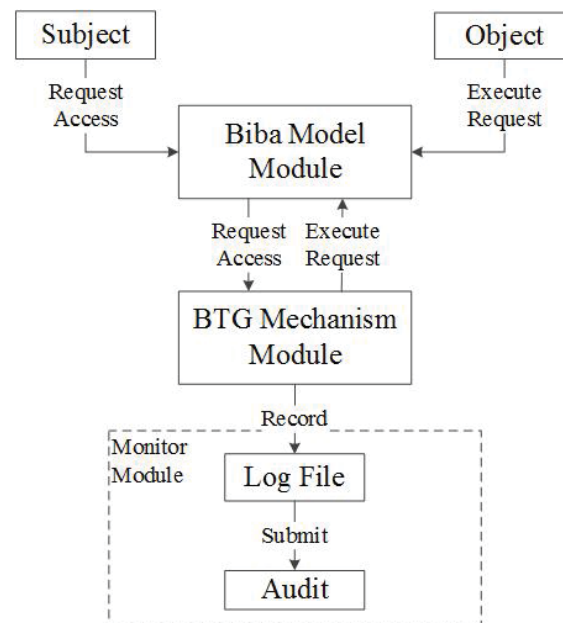 Subject
Object
Request
Access
Execute
Request
Biba Model
Module
Request
Access
Execute
Request
BTG Mechanism
Module
Record
Monitor
Module
Log File
Submit
Audit